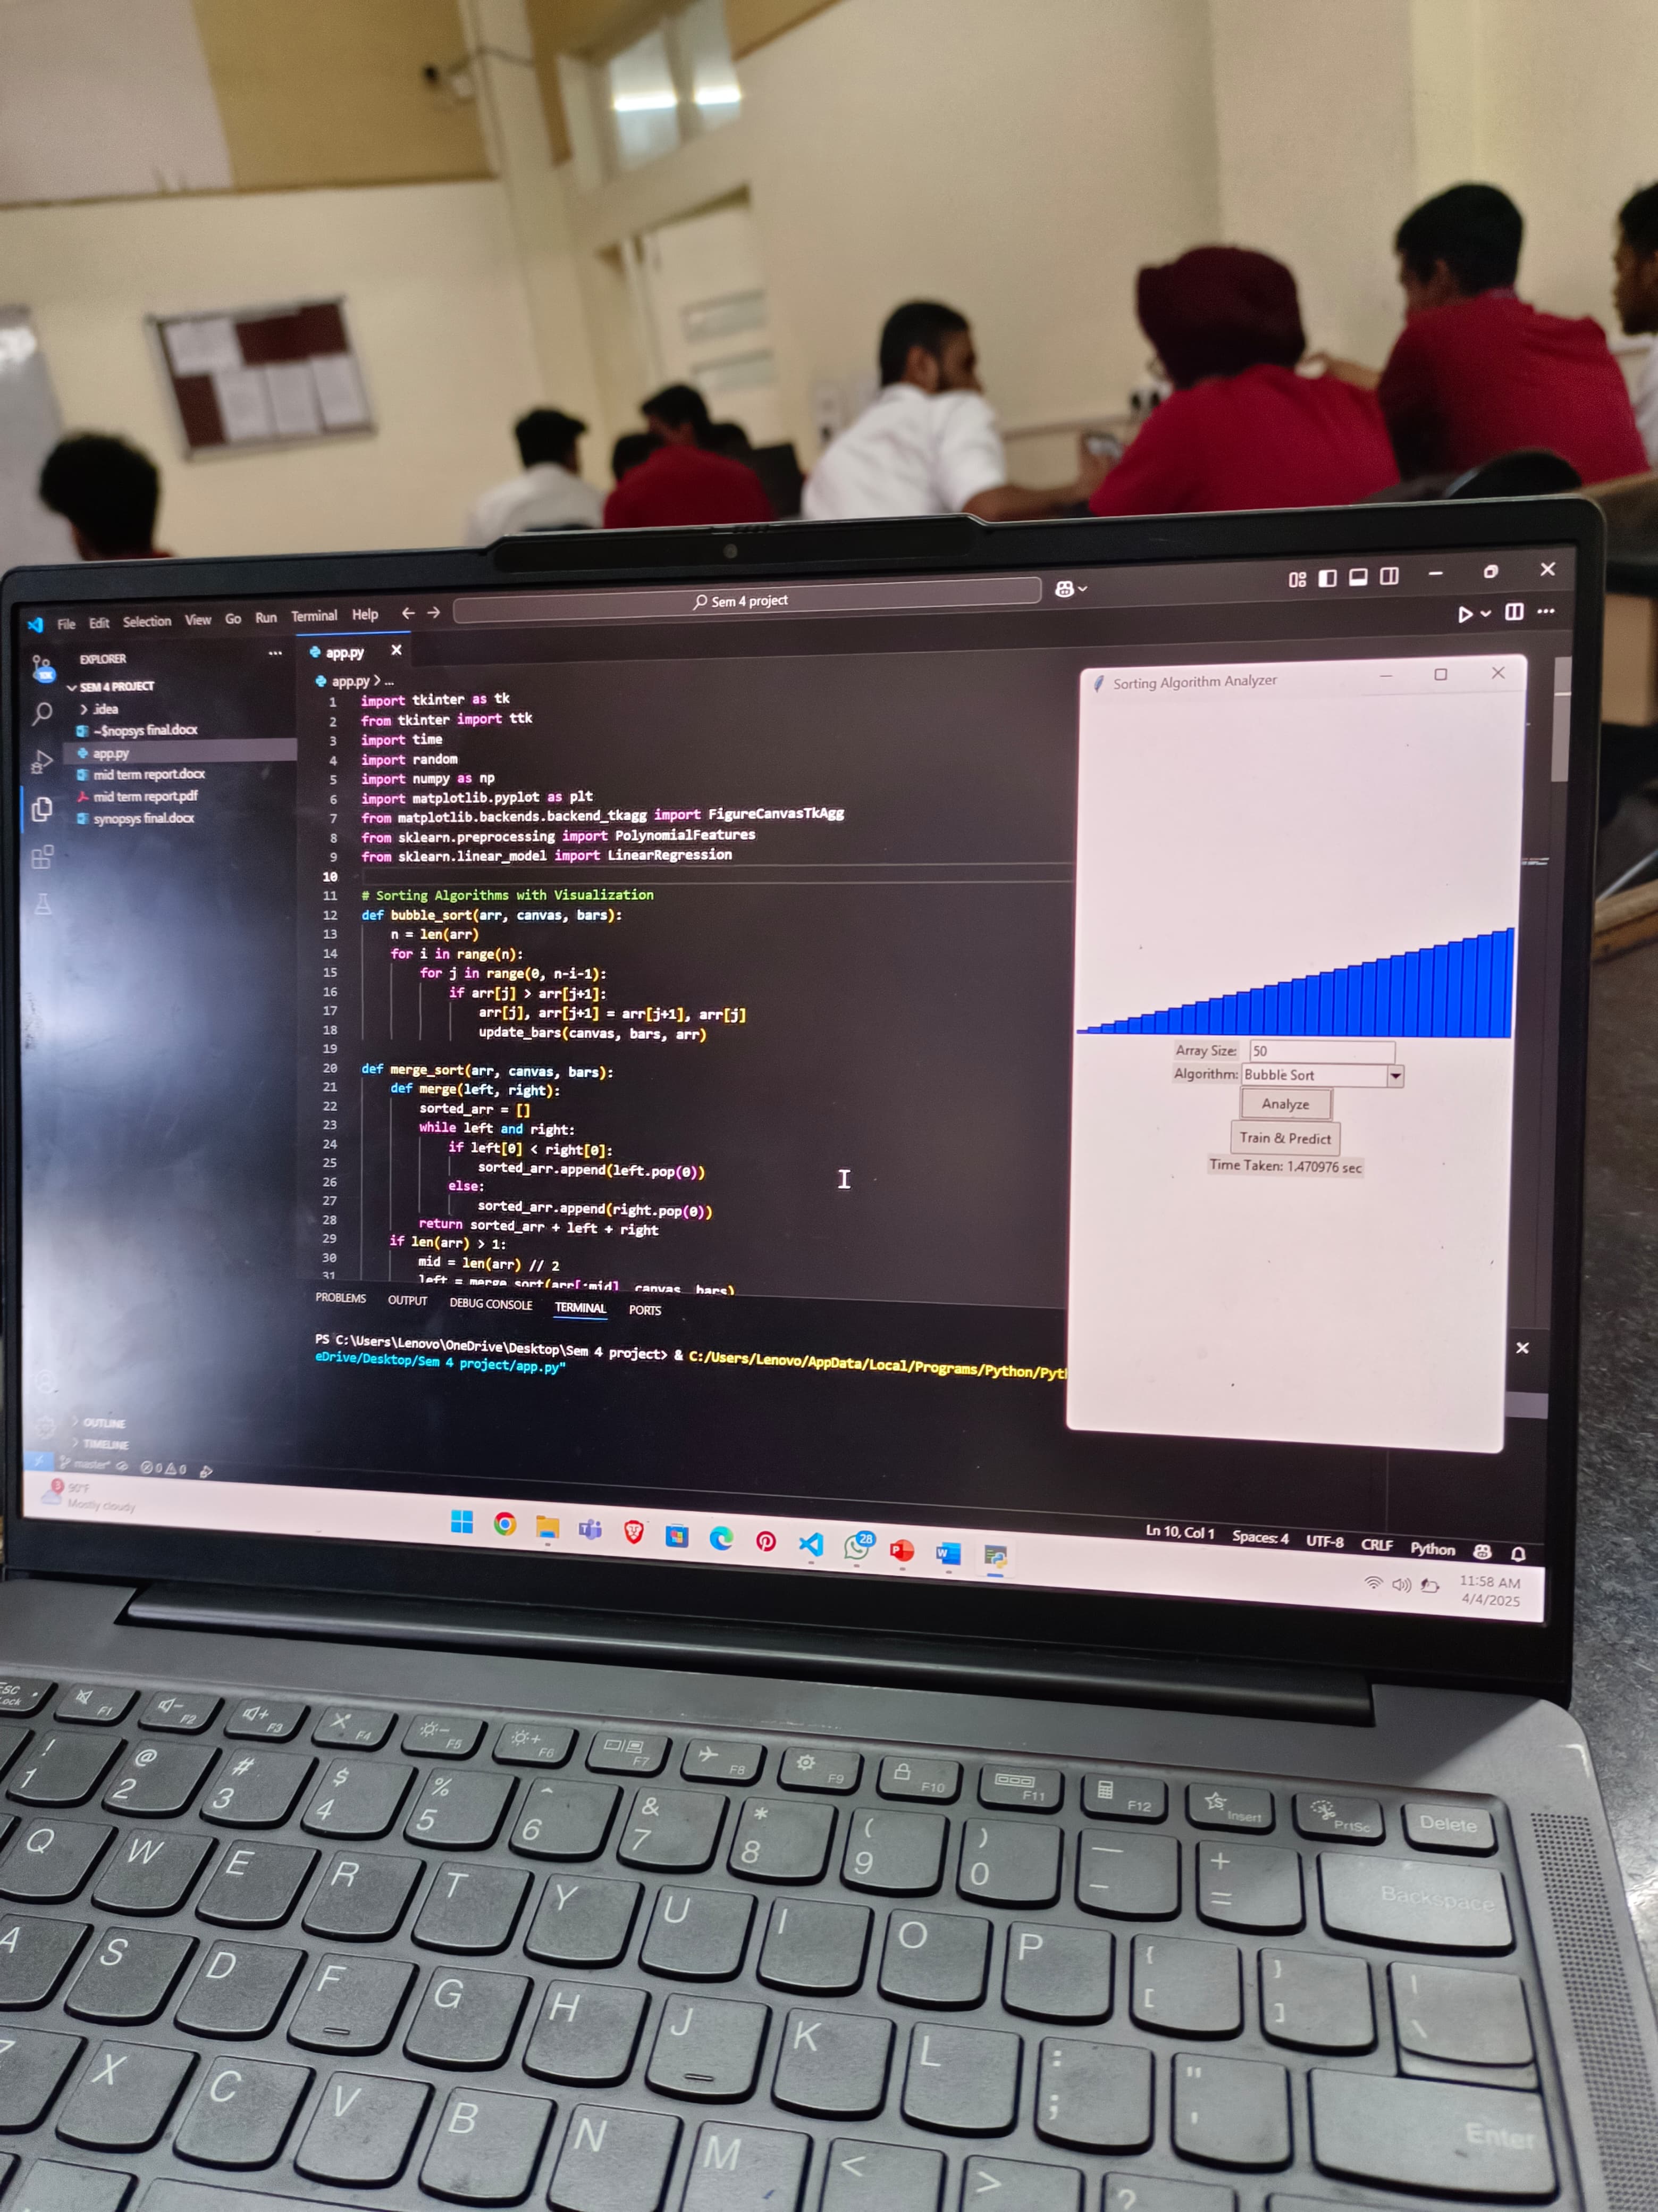 File Edit Selection View Go Run Terminal Help
Sem 4 project
EXPLORER
SEM 4 PROJECT
.idea
~$nopsys final.docx
app.py
mid term report.docx
mid term report.pdf
synopsys final.docx
OUTLINE
TIMELINE
app.py
app.py > ...
1 import tkinter as tk
2 from tkinter import ttk
3 import time
4 import random
5 import numpy as np
6 import matplotlib.pyplot as plt
7 from matplotlib.backends.backend_tkagg import FigureCanvasTkAgg
8 from sklearn.preprocessing import PolynomialFeatures
9 from sklearn.linear_model import LinearRegression
10
11 # Sorting Algorithms with Visualization
12 def bubble_sort(arr, canvas, bars):
13 n = len(arr)
14 for i in range(n):
15 for j in range(0, n-i-1):
16 if arr[j] > arr[j+1]:
17 arr[j], arr[j+1] = arr[j+1], arr[j]
18 update_bars(canvas, bars, arr)
19
20 def merge_sort(arr, canvas, bars):
21 def merge(left, right):
22 sorted_arr = []
23 while left and right:
24 if left[0] < right[0]:
25 sorted_arr.append(left.pop(0))
26 else:
27 sorted_arr.append(right.pop(0))
28 return sorted_arr + left + right
29 if len(arr) > 1:
30 mid = len(arr) // 2
31 left = merge_sort(arr[:mid], canvas, bars)
PROBLEMS OUTPUT DEBUG CONSOLE TERMINAL PORTS
PS C:\Users\Lenovo\OneDrive\Desktop\Sem 4 project> & C:/Users/Lenovo/AppData/Local/Programs/Python/Pyt
eDrive/Desktop/Sem 4 project/app.py"
Sorting Algorithm Analyzer
Array Size: 50
Algorithm: Bubble Sort
Analyze
Train & Predict
Time Taken: 1.470976 sec
master* 0 0
Ln 10, Col 1 Spaces: 4 UTF-8 CRLF Python
3
90°F
Mostly cloudy
28
11:58 AM
4/4/2025
F1 F2 F3 F4 F5 F6 F7 F8 F9 F10 F11 F12 Insert PrtSc Delete
! @ # $ % ^ & * ( ) _ +
1 2 3 4 5 6 7 8 9 0 - = Backspace
Q W E R T Y U I O P { } |
[ ] \
A S D F G H J K L : "
; ' Enter
Z X C V B N M < > ?